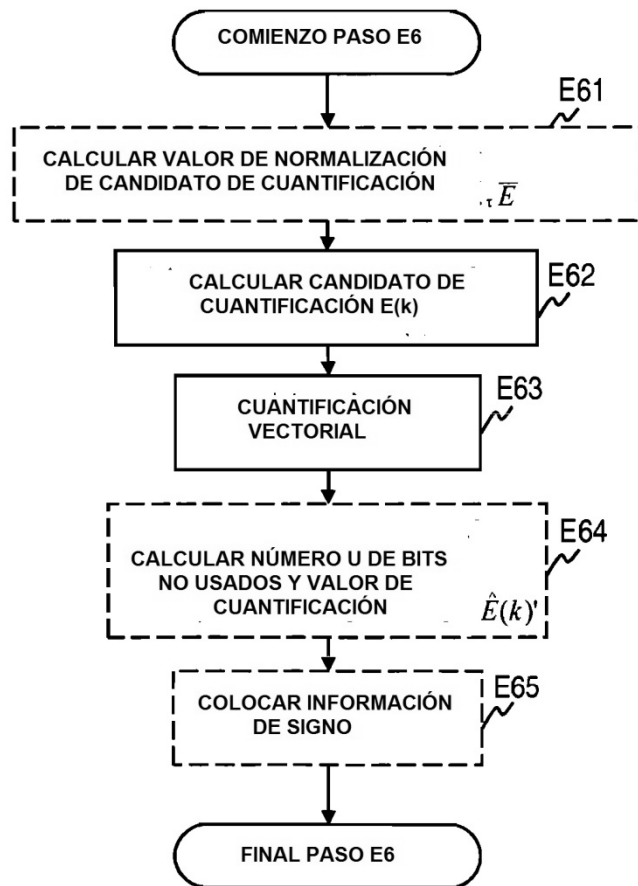 COMIENZO PASO E6
E61
CALCULAR VALOR DE NORMALIZACIÓN
DE CANDIDATO DE CUANTIFICACIÓN
τ E̅
CALCULAR CANDIDATO DE
CUANTIFICACIÓN E(k)
E62
CUANTIFICACIÓN
VECTORIAL
E63
E64
CALCULAR NÚMERO U DE BITS
NO USADOS Y VALOR DE
CUANTIFICACIÓN
Ê(k)'
E65
COLOCAR INFORMACIÓN
DE SIGNO
FINAL PASO E6